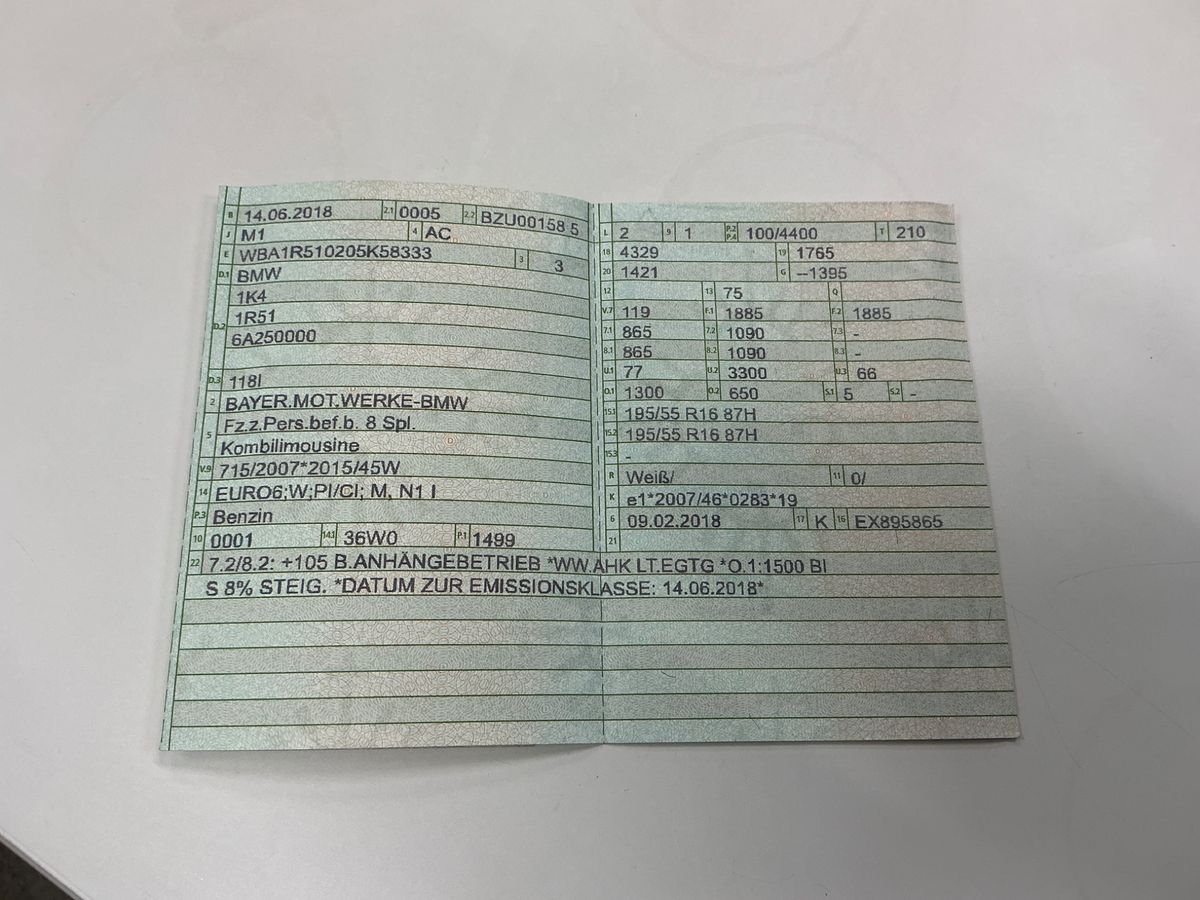 B 14.06.2018 2.1 0005 2.2 BZU00158 5
J M1 4 AC
E WBA1R510205K58333 3 3
D.1 BMW
1K4
D.2 1R51
6A250000
D.3 118I
2 BAYER.MOT.WERKE-BMW
5 Fz.z.Pers.bef.b. 8 Spl.
Kombilimousine
V.9 715/2007*2015/45W
14 EURO6;W;PI/CI; M, N1 I
P.3 Benzin
10 0001 14.1 36W0 P.1 1499
L 2 9 1 P.2 P.4 100/4400 T 210
18 4329 19 1765
20 1421 G --1395
12 13 75 Q
V.7 119 F.1 1885 F.2 1885
7.1 865 7.2 1090 7.3 -
8.1 865 8.2 1090 8.3 -
U.1 77 U.2 3300 U.3 66
O.1 1300 O.2 650 S.1 5 S.2 -
15.1 195/55 R16 87H
15.2 195/55 R16 87H
15.3 -
R Weiß/ 11 0/
K e1*2007/46*0283*19
6 09.02.2018 17 K 16 EX895865
21
22 7.2/8.2: +105 B.ANHÄNGEBETRIEB *WW.AHK LT.EGTG *O.1:1500 BI
S 8% STEIG. *DATUM ZUR EMISSIONSKLASSE: 14.06.2018*